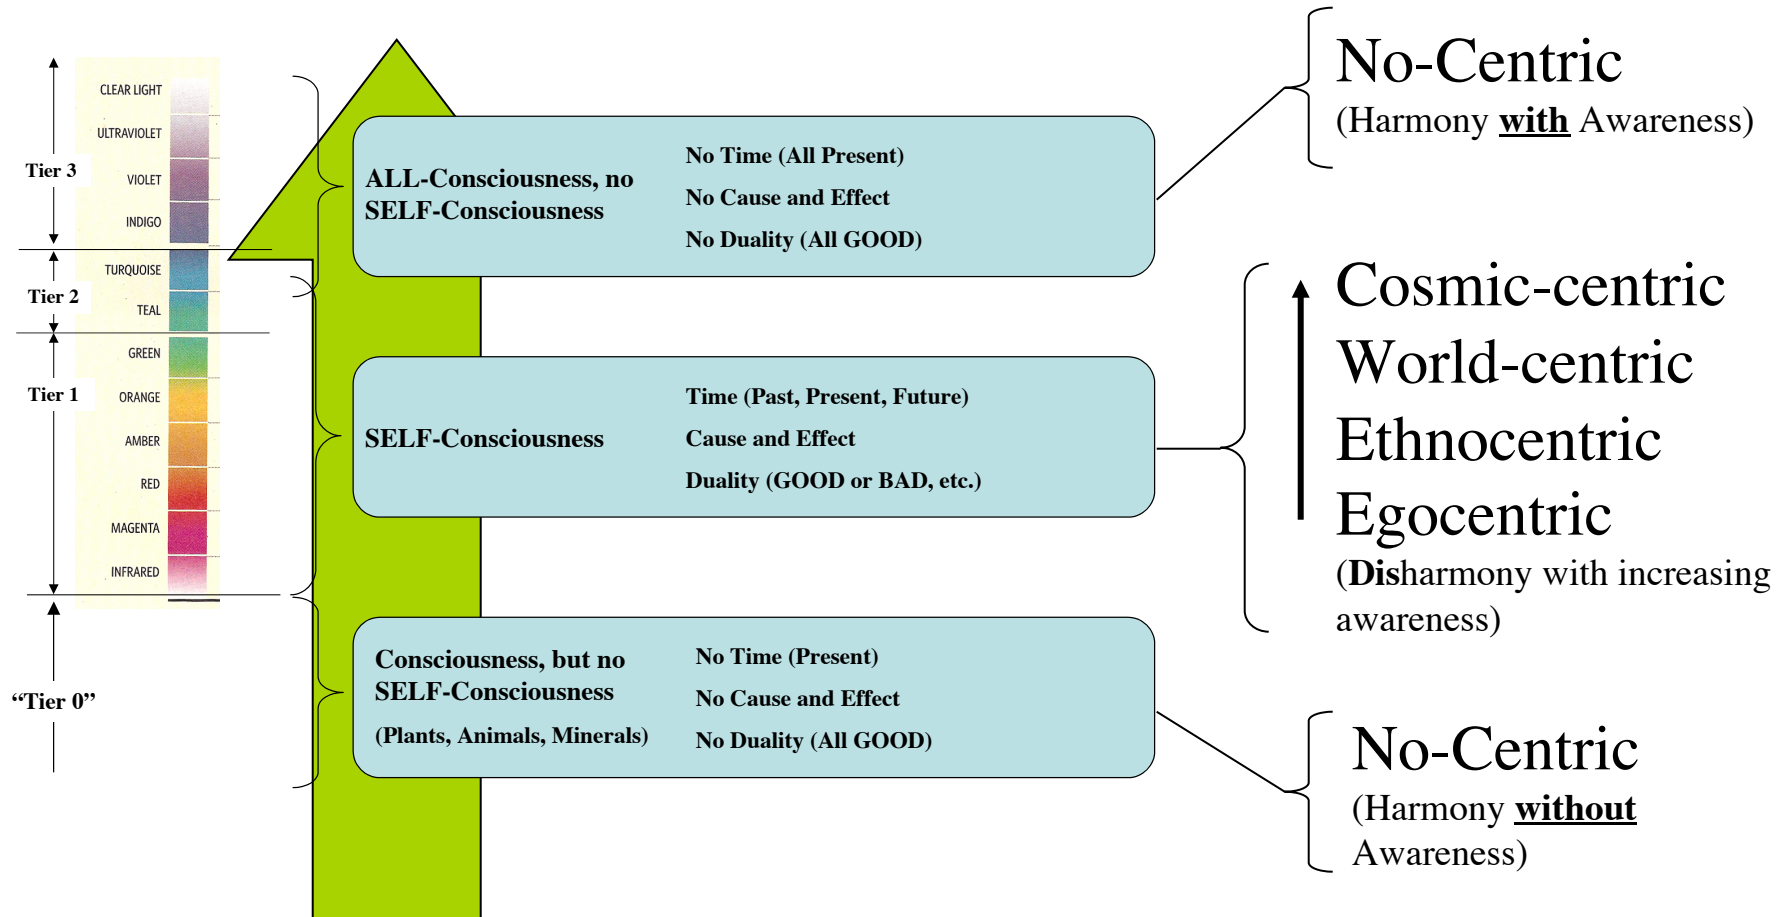 CLEAR LIGHT
ULTRAVIOLET
Tier 3
VIOLET
INDIGO
TURQUOISE
Tier 2
TEAL
GREEN
Tier 1
ORANGE
AMBER
RED
MAGENTA
INFRARED
“Tier 0”
ALL-Consciousness, no
SELF-Consciousness
No Time (All Present)
No Cause and Effect
No Duality (All GOOD)
No-Centric
(Harmony with Awareness)
SELF-Consciousness
Time (Past, Present, Future)
Cause and Effect
Duality (GOOD or BAD, etc.)
Cosmic-centric
World-centric
Ethnocentric
Egocentric
(Disharmony with increasing
awareness)
Consciousness, but no
SELF-Consciousness
(Plants, Animals, Minerals)
No Time (Present)
No Cause and Effect
No Duality (All GOOD)
No-Centric
(Harmony without
Awareness)